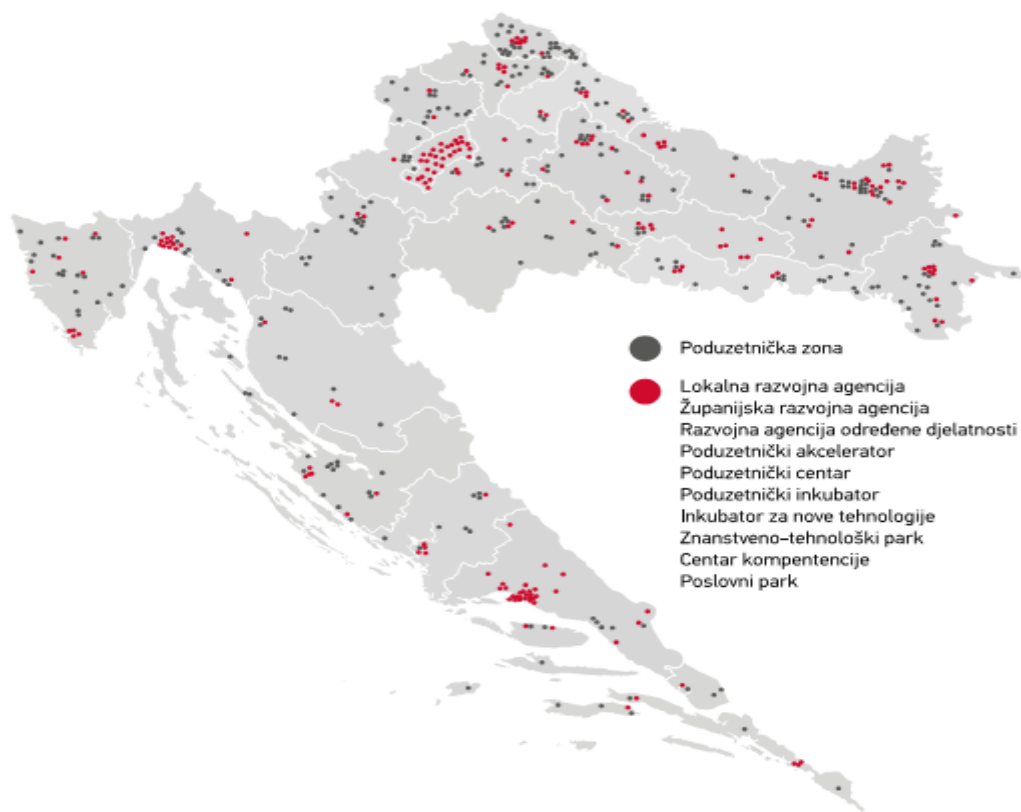 Poduzetnička zona
Lokalna razvojna agencija
Županijska razvojna agencija
Razvojna agencija određene djelatnosti
Poduzetnički akcelerator
Poduzetnički centar
Poduzetnički inkubator
Inkubator za nove tehnologije
Znanstveno-tehnološki park
Centar kompentencije
Poslovni park